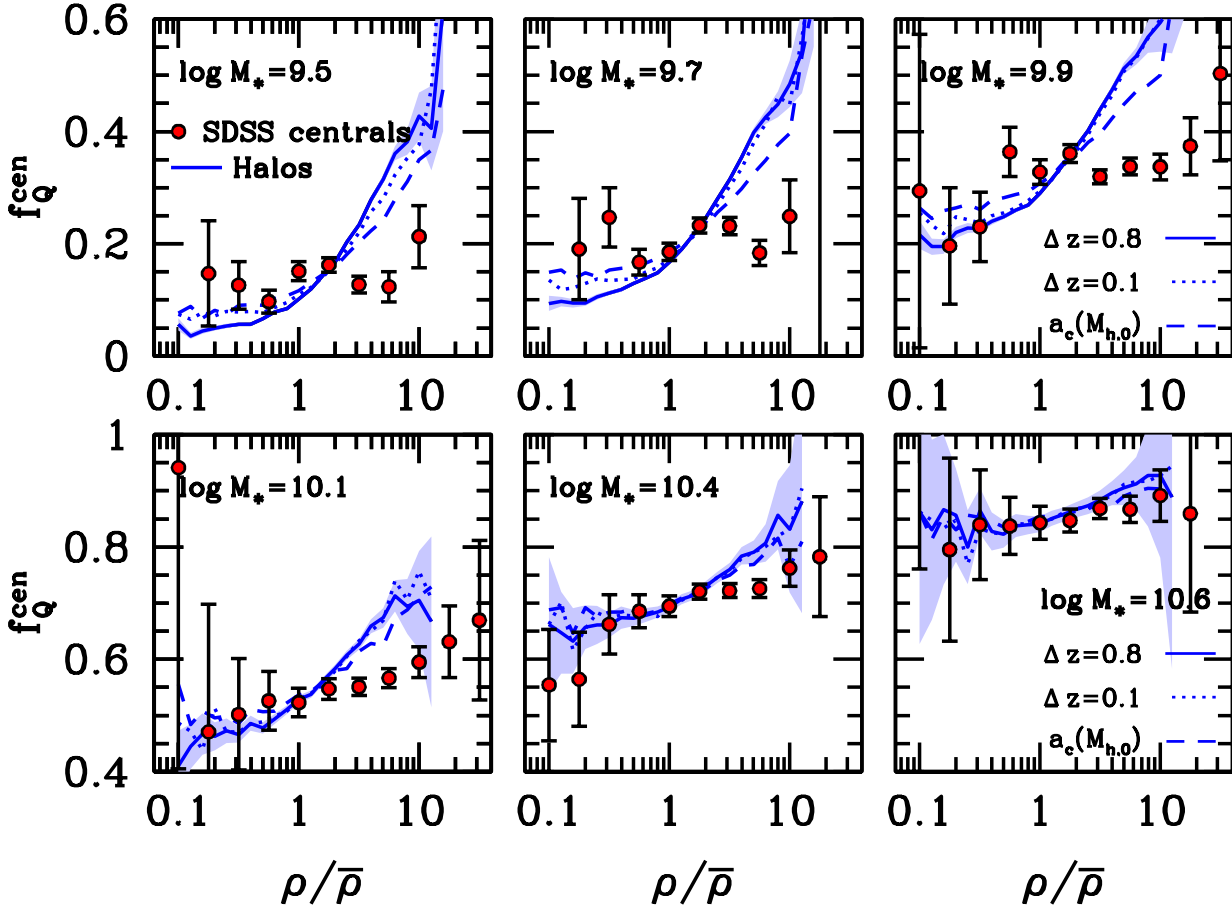 0.6
log M*=9.5
log M*=9.7
log M*=9.9
SDSS centrals
Halos
0.4
f_Q^cen
0.2
Δ z=0.8
Δ z=0.1
a_c(M_h,0)
0
0.1 1 10 0.1 1 10 0.1 1 10
1
log M*=10.1
log M*=10.4
0.8
f_Q^cen
log M*=10.6
0.6
Δ z=0.8
Δ z=0.1
a_c(M_h,0)
0.4
0.1 1 10 0.1 1 10 0.1 1 10
ρ/ρ̅ ρ/ρ̅ ρ/ρ̅